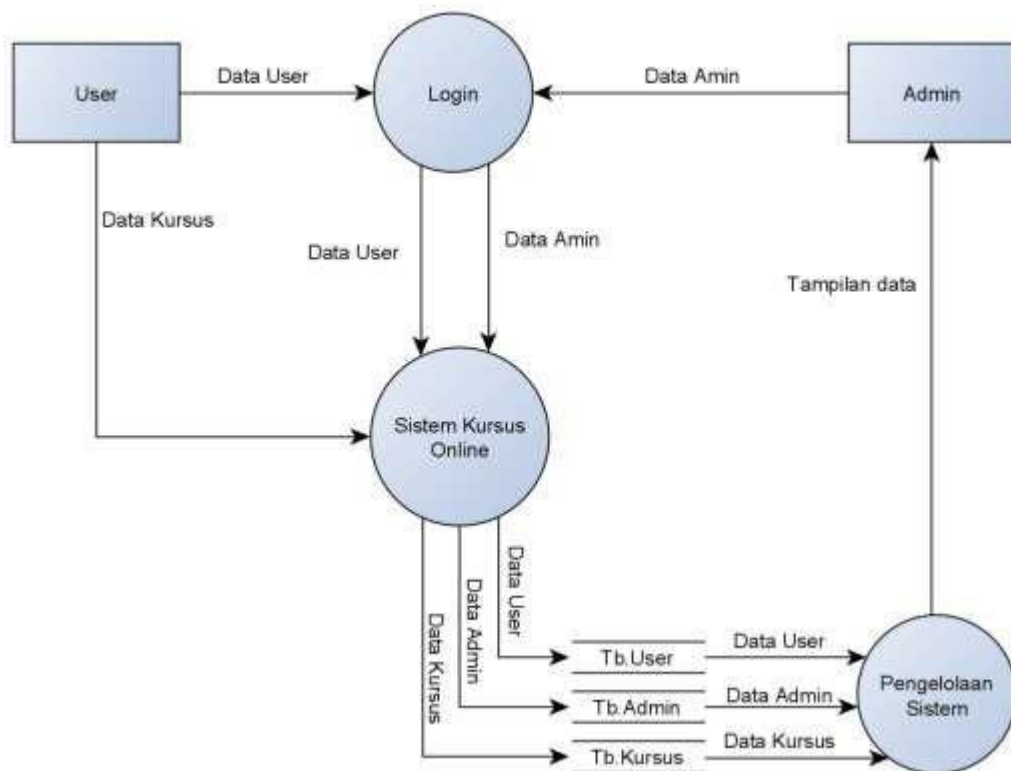 User
Data User
Login
Data Amin
Admin
Data Kursus
Data User
Data Amin
Tampilan data
Sistem Kursus
Online
Data Kursus
Data Admin
Data User
Tb.User
Data User
Tb.Admin
Data Admin
Tb.Kursus
Data Kursus
Pengelolaan
Sistem